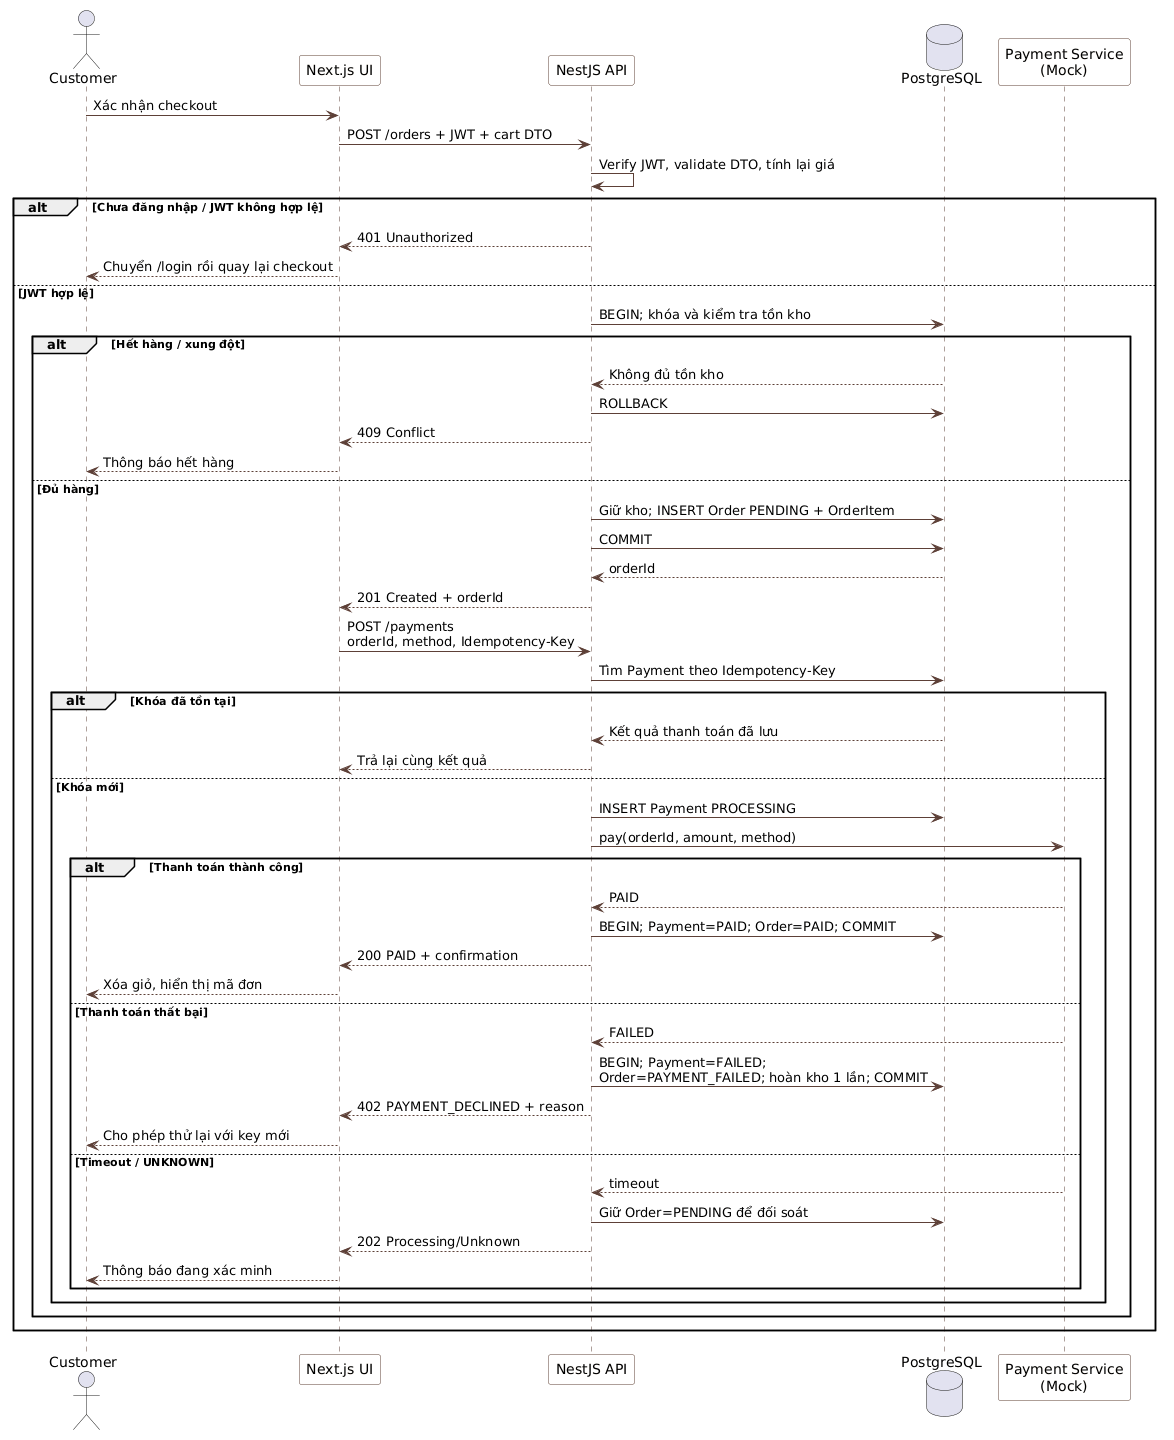 Customer
Next.js UI
NestJS API
PostgreSQL
Payment Service
(Mock)
Xác nhận checkout
POST /orders + JWT + cart DTO
Verify JWT, validate DTO, tính lại giá
alt [Chưa đăng nhập / JWT không hợp lệ]
401 Unauthorized
Chuyển /login rồi quay lại checkout
[JWT hợp lệ]
BEGIN; khóa và kiểm tra tồn kho
alt [Hết hàng / xung đột]
Không đủ tồn kho
ROLLBACK
409 Conflict
Thông báo hết hàng
[Đủ hàng]
Giữ kho; INSERT Order PENDING + OrderItem
COMMIT
orderId
201 Created + orderId
POST /payments
orderId, method, Idempotency-Key
Tìm Payment theo Idempotency-Key
alt [Khóa đã tồn tại]
Kết quả thanh toán đã lưu
Trả lại cùng kết quả
[Khóa mới]
INSERT Payment PROCESSING
pay(orderId, amount, method)
alt [Thanh toán thành công]
PAID
BEGIN; Payment=PAID; Order=PAID; COMMIT
200 PAID + confirmation
Xóa giỏ, hiển thị mã đơn
[Thanh toán thất bại]
FAILED
BEGIN; Payment=FAILED;
Order=PAYMENT_FAILED; hoàn kho 1 lần; COMMIT
402 PAYMENT_DECLINED + reason
Cho phép thử lại với key mới
[Timeout / UNKNOWN]
timeout
Giữ Order=PENDING để đối soát
202 Processing/Unknown
Thông báo đang xác minh
Customer
Next.js UI
NestJS API
PostgreSQL
Payment Service
(Mock)